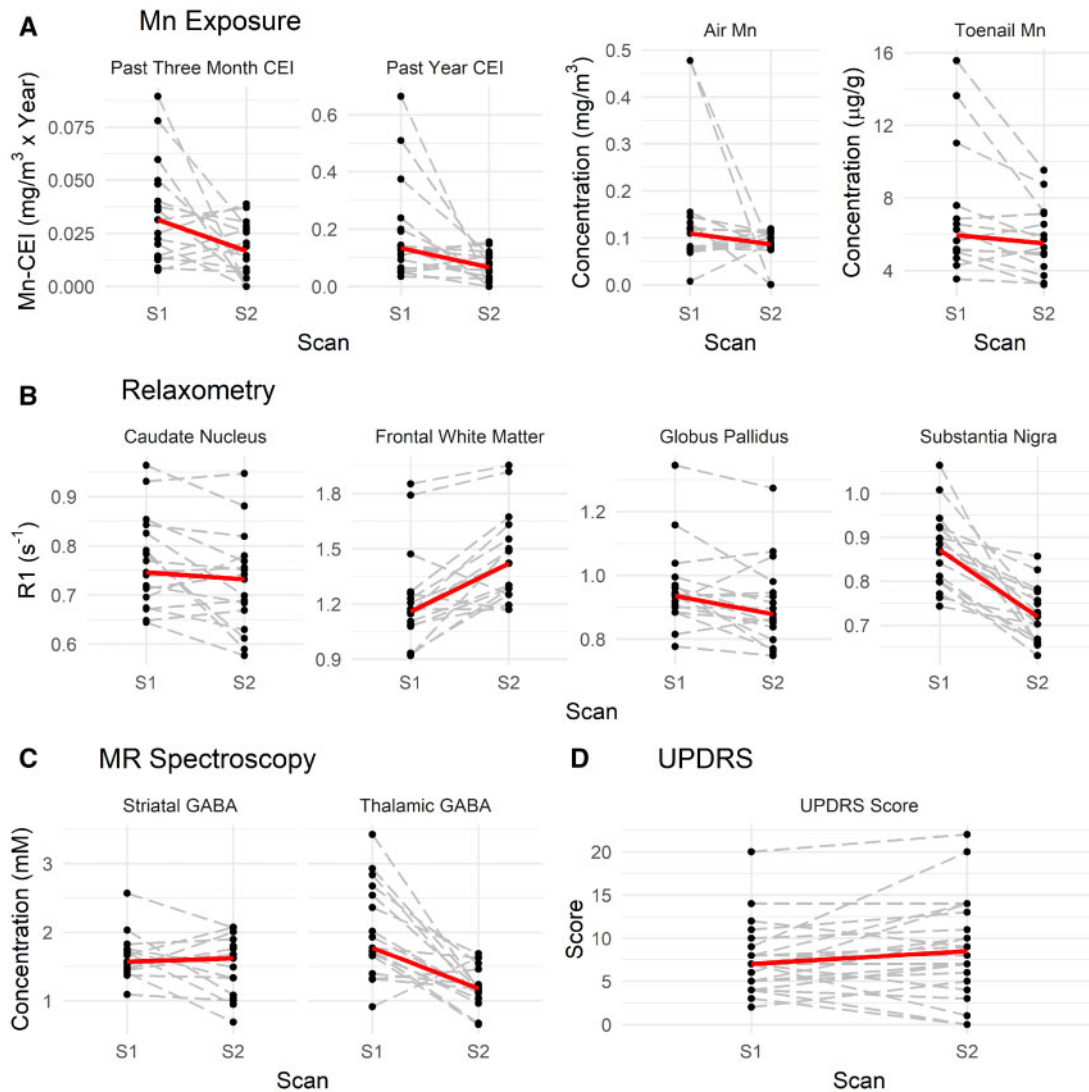 A Mn Exposure
Past Three Month CEI
Past Year CEI
Air Mn
Toenail Mn
Mn-CEI (mg/m³ x Year)
0.075
0.050
0.025
0.000
0.6
0.4
0.2
0.0
Concentration (mg/m³)
0.5
0.4
0.3
0.2
0.1
0.0
Concentration (µg/g)
16
12
8
4
S1 S2
S1 S2
S1 S2
S1 S2
Scan
Scan
Scan
B Relaxometry
Caudate Nucleus
Frontal White Matter
Globus Pallidus
Substantia Nigra
R1 (s⁻¹)
0.9
0.8
0.7
0.6
1.8
1.5
1.2
0.9
1.2
1.0
0.8
1.0
0.9
0.8
0.7
S1 S2
S1 S2
S1 S2
S1 S2
Scan
C MR Spectroscopy
Striatal GABA
Thalamic GABA
Concentration (mM)
3
2
1
S1 S2
S1 S2
Scan
D UPDRS
UPDRS Score
Score
20
15
10
5
0
S1 S2
Scan